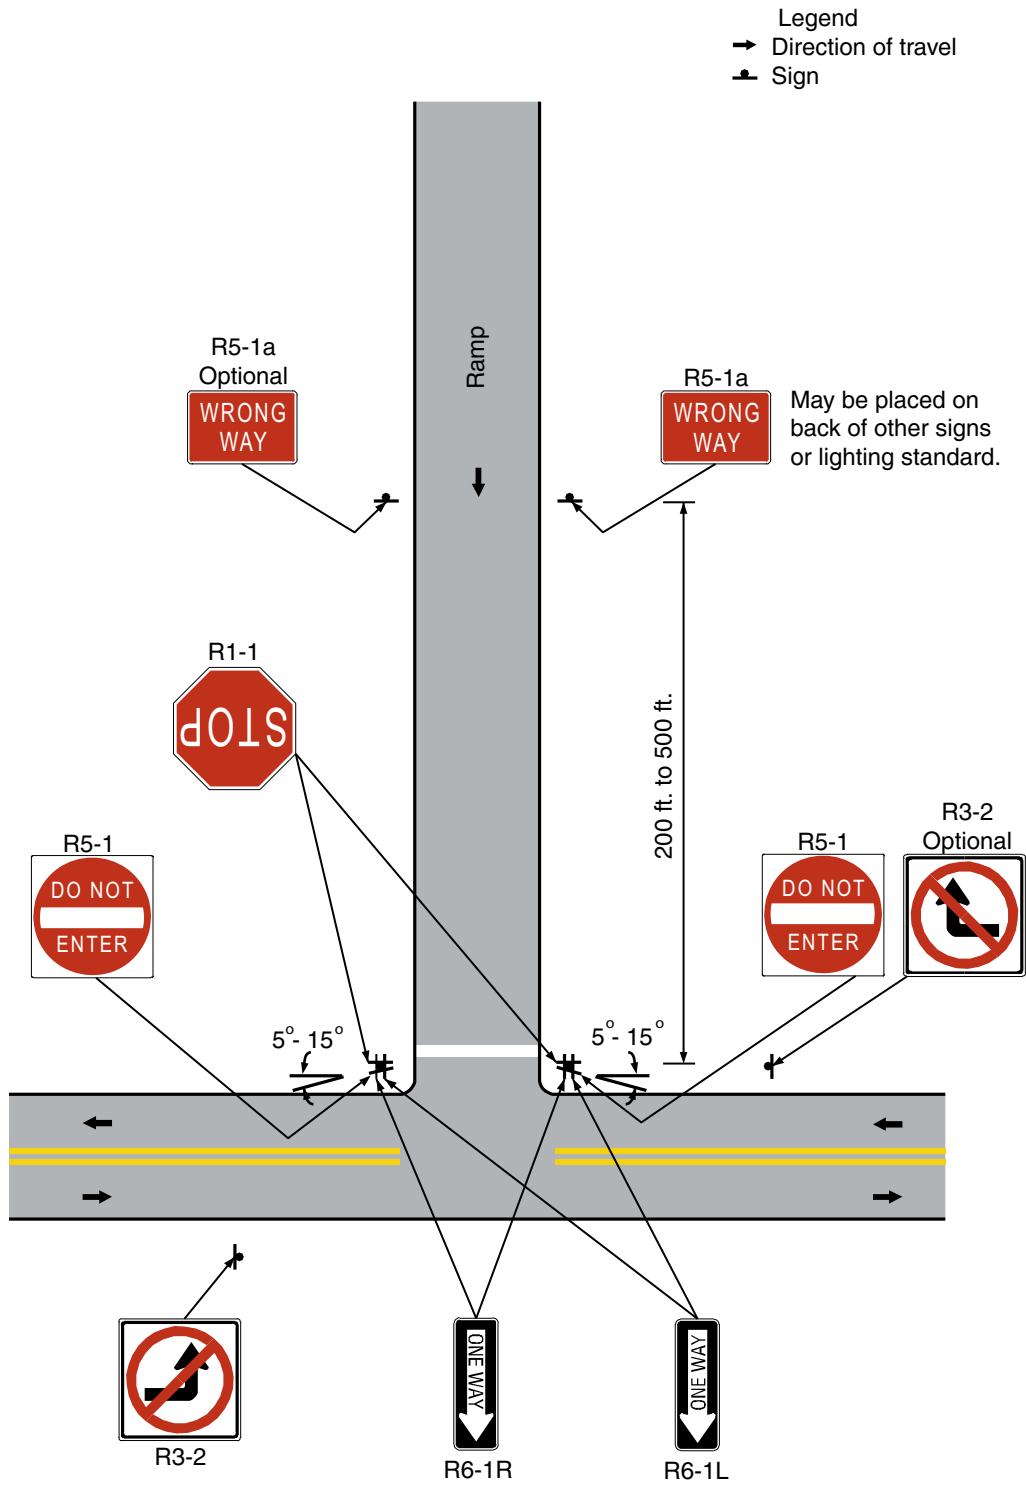 Legend
Direction of travel
Sign
Ramp
R5-1a
Optional
WRONG
WAY
R5-1a
WRONG
WAY
May be placed on
back of other signs
or lighting standard.
R1-1
STOP
200 ft. to 500 ft.
R5-1
DO NOT
ENTER
R5-1
DO NOT
ENTER
R3-2
Optional
5°- 15°
5°- 15°
R3-2
ONE WAY
R6-1R
ONE WAY
R6-1L